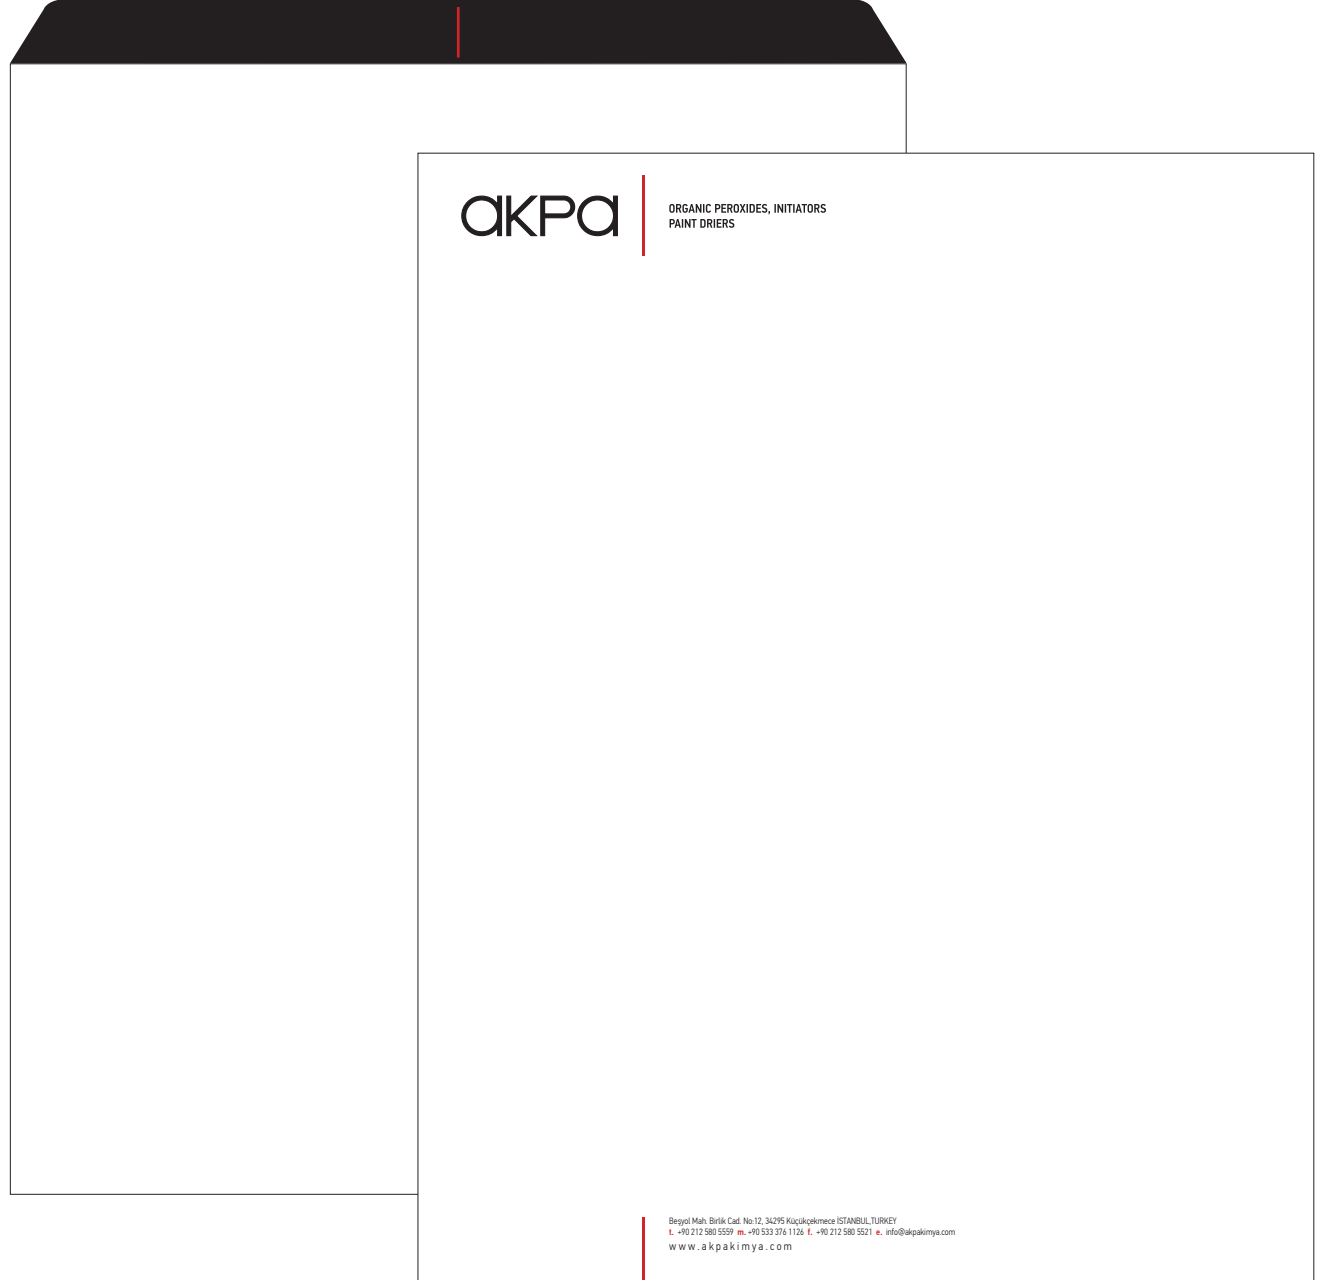 akpa
ORGANIC PEROXIDES, INITIATORS
PAINT DRIERS
Beşyol Mah. Birlik Cad. No:12, 34295 Küçükçekmece İSTANBUL,TURKEY
t. +90 212 580 5559 m. +90 533 376 1126 f. +90 212 580 5521 e. info@akpakimya.com
www.akpakimya.com